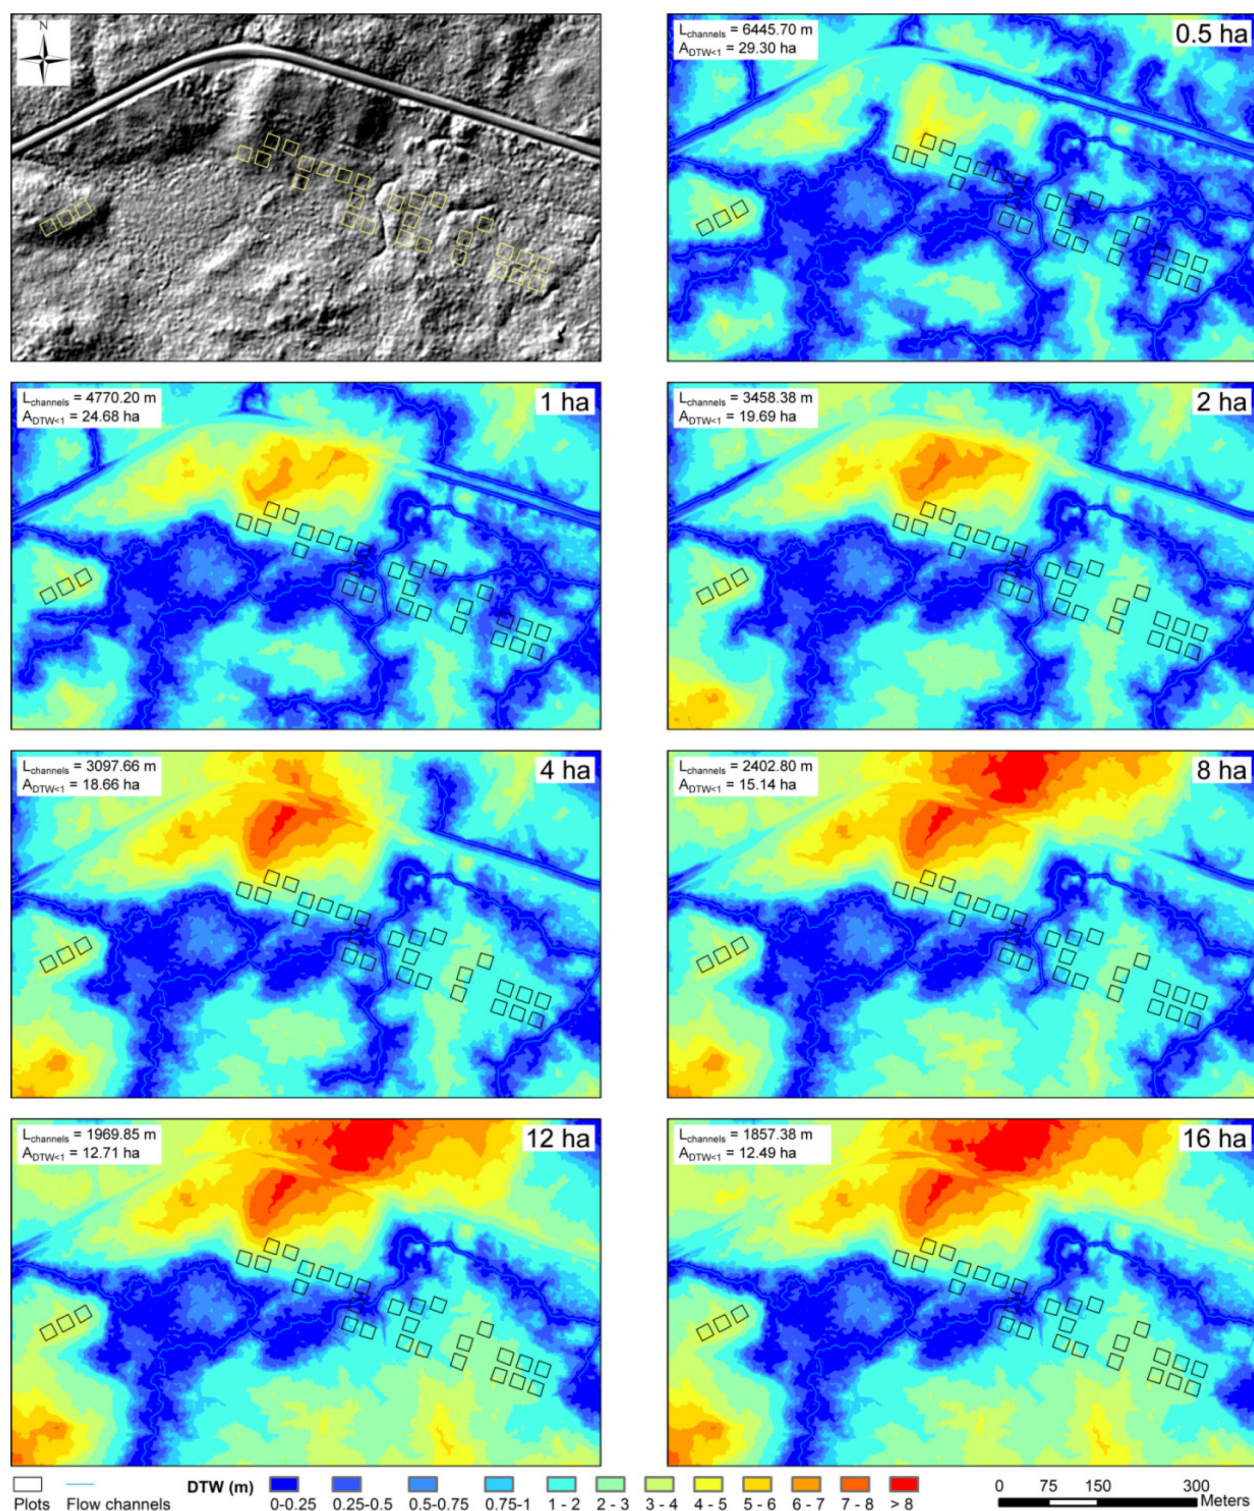 N
L channels = 6445.70 m
A DTW<1 = 29.30 ha
0.5 ha
L channels = 4770.20 m
A DTW<1 = 24.68 ha
1 ha
L channels = 3458.38 m
A DTW<1 = 19.69 ha
2 ha
L channels = 3097.66 m
A DTW<1 = 18.66 ha
4 ha
L channels = 2402.80 m
A DTW<1 = 15.14 ha
8 ha
L channels = 1969.85 m
A DTW<1 = 12.71 ha
12 ha
L channels = 1857.38 m
A DTW<1 = 12.49 ha
16 ha
Plots
Flow channels
DTW (m)
0-0.25
0.25-0.5
0.5-0.75
0.75-1
1 - 2
2 - 3
3 - 4
4 - 5
5 - 6
6 - 7
7 - 8
> 8
0 75 150 300
Meters